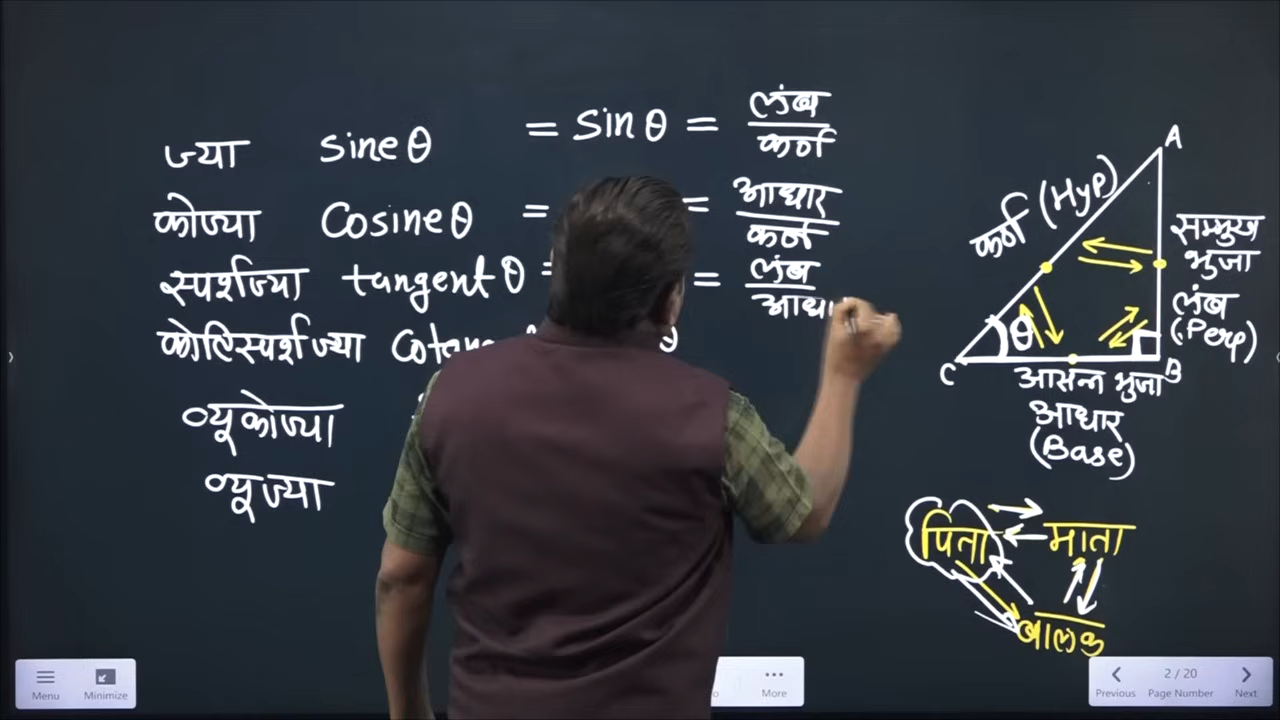 ज्या sineθ = sinθ = लंब
कर्ण
कोज्या Cosineθ = = आधार
कर्ण
स्पर्शज्या tangentθ = = लंब
आधा
कोटिस्पर्शज्या
व्यूकोज्या
व्यूज्या
A
कर्ण (Hyp)
सम्मुख
भुजा
लंब
(Perp)
θ
C
B
आसन्न भुजा
आधार
(Base)
पिता माता
बालक
Menu Minimize More
Previous 2 / 20 Next
Page Number